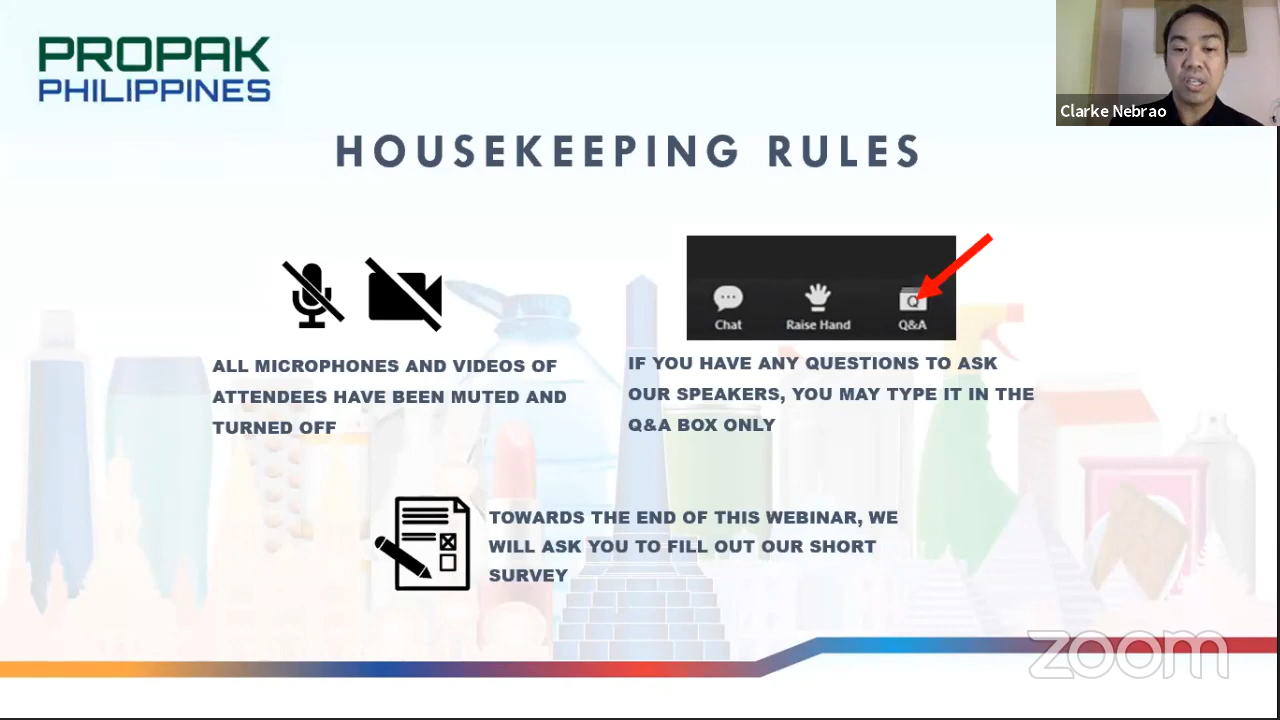 PROPAK
PHILIPPINES
Clarke Nebrao
HOUSEKEEPING RULES
Chat
Raise Hand
Q
Q&A
ALL MICROPHONES AND VIDEOS OF
ATTENDEES HAVE BEEN MUTED AND
TURNED OFF
IF YOU HAVE ANY QUESTIONS TO ASK
OUR SPEAKERS, YOU MAY TYPE IT IN THE
Q&A BOX ONLY
TOWARDS THE END OF THIS WEBINAR, WE
WILL ASK YOU TO FILL OUT OUR SHORT
SURVEY
zoom